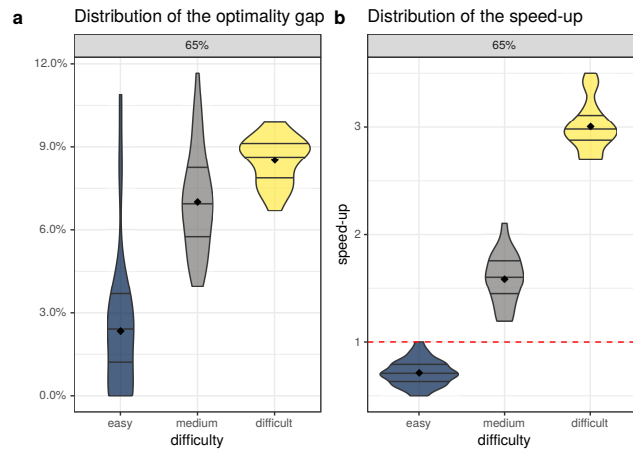 a
Distribution of the optimality gap
65%
12.0%
9.0%
6.0%
3.0%
0.0%
easy
medium
difficult
difficulty
b
Distribution of the speed-up
65%
speed-up
3
2
1
easy
medium
difficult
difficulty